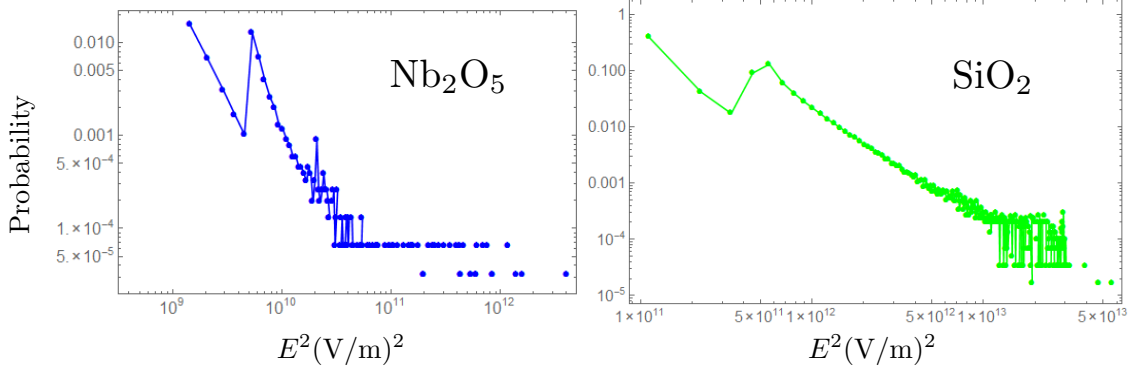 Probability
0.010
0.005
0.001
5.×10⁻⁴
1.×10⁻⁴
5.×10⁻⁵
Nb₂O₅
10⁹ 10¹⁰ 10¹¹ 10¹²
E²(V/m)²
1
0.100
0.010
0.001
10⁻⁴
10⁻⁵
SiO₂
1×10¹¹ 5×10¹¹ 1×10¹² 5×10¹² 1×10¹³ 5×10¹³
E²(V/m)²